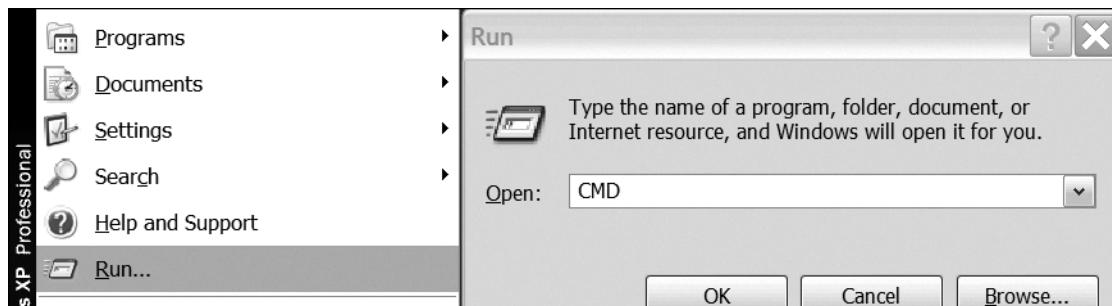 Programs
Documents
Settings
Search
Help and Support
Run...
s XP Professional
Run
Type the name of a program, folder, document, or
Internet resource, and Windows will open it for you.
Open:
CMD
OK
Cancel
Browse...